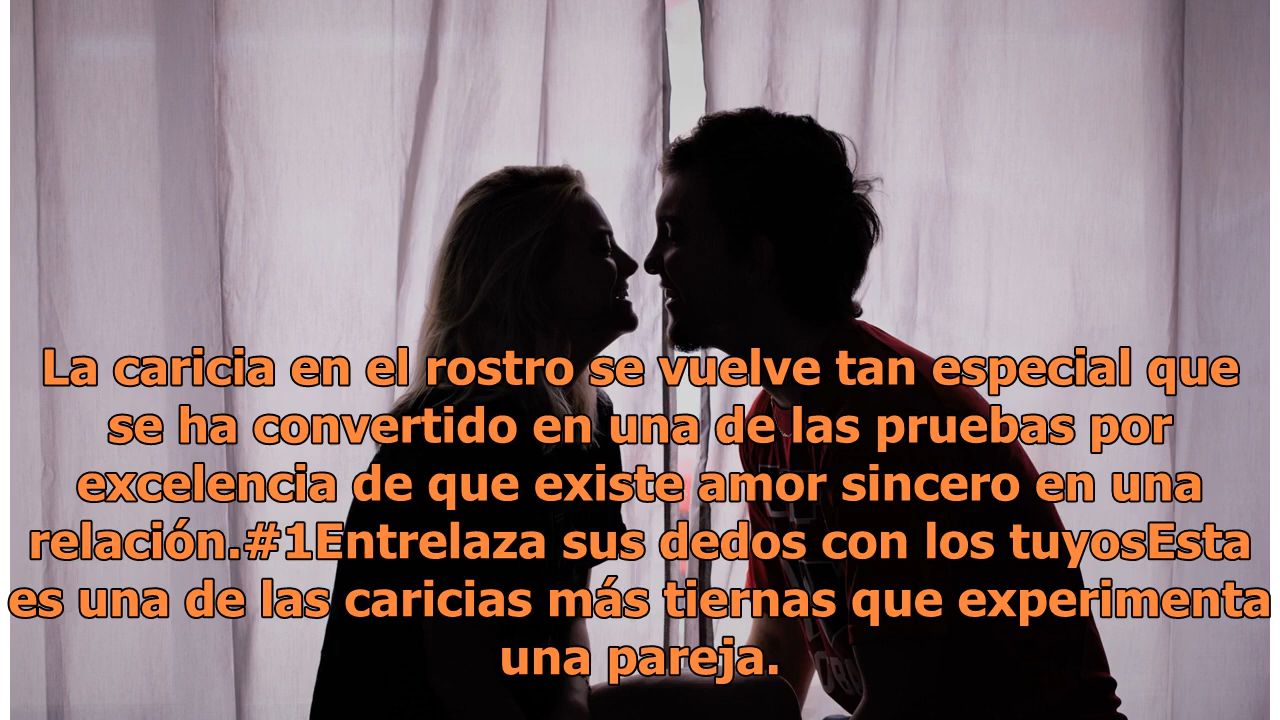 La caricia en el rostro se vuelve tan especial que
se ha convertido en una de las pruebas por
excelencia de que existe amor sincero en una
relación.#1Entrelaza sus dedos con los tuyosEsta
es una de las caricias más tiernas que experimenta
una pareja.